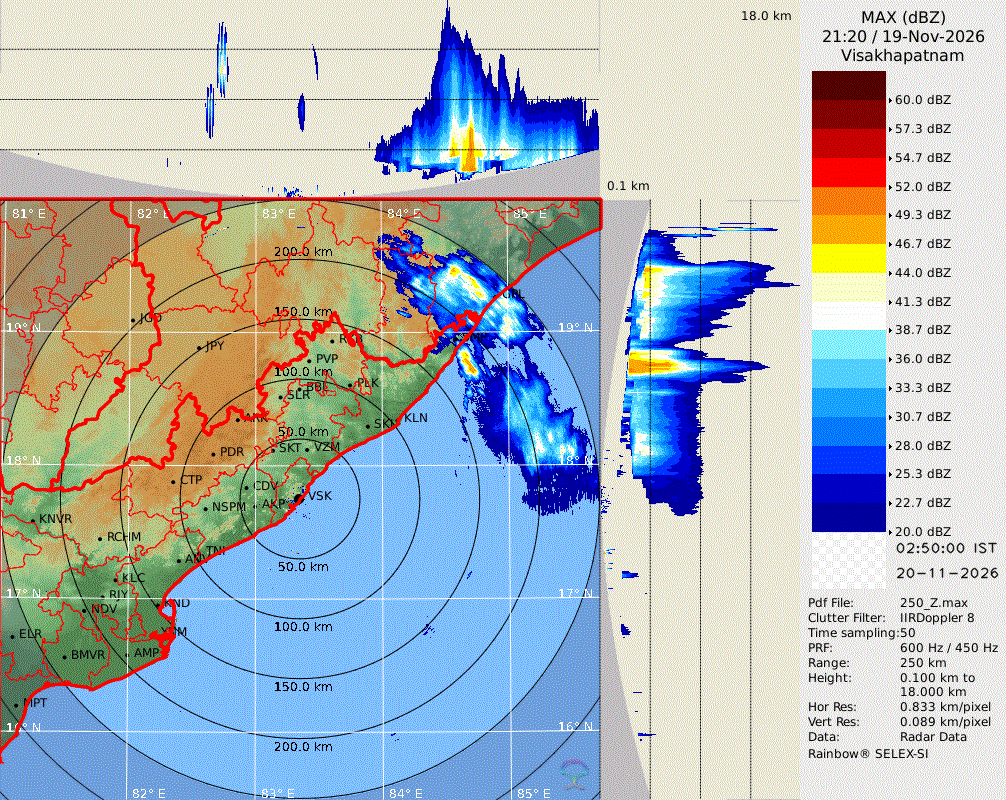 18.0 km
0.1 km
MAX (dBZ)
21:20 / 19-Nov-2026
Visakhapatnam
60.0 dBZ
57.3 dBZ
54.7 dBZ
52.0 dBZ
49.3 dBZ
46.7 dBZ
44.0 dBZ
41.3 dBZ
38.7 dBZ
36.0 dBZ
33.3 dBZ
30.7 dBZ
28.0 dBZ
25.3 dBZ
22.7 dBZ
20.0 dBZ
02:50:00 IST
20-11-2026
Pdf File: 250_Z.max
Clutter Filter: IIRDoppler 8
Time sampling:50
PRF: 600 Hz / 450 Hz
Range: 250 km
Height: 0.100 km to
18.000 km
Hor Res: 0.833 km/pixel
Vert Res: 0.089 km/pixel
Data: Radar Data
Rainbow® SELEX-SI
81° E 82° E 83° E 84° E 85° E
200.0 km
150.0 km
19° N 19° N
JPY
PVP
100.0 km
PLK
SLR
KLN
50.0 km
PDR
SKT VZM
18° N 18° N
CTP
CDV
VSK
NSPM AKP
KNVR
RCHM
50.0 km
KLC
RJY
17° N 17° N
NDV
KND
100.0 km
ELR
BMVR
AMP
150.0 km
MPT
16° N 16° N
200.0 km
82° E 83° E 84° E 85° E